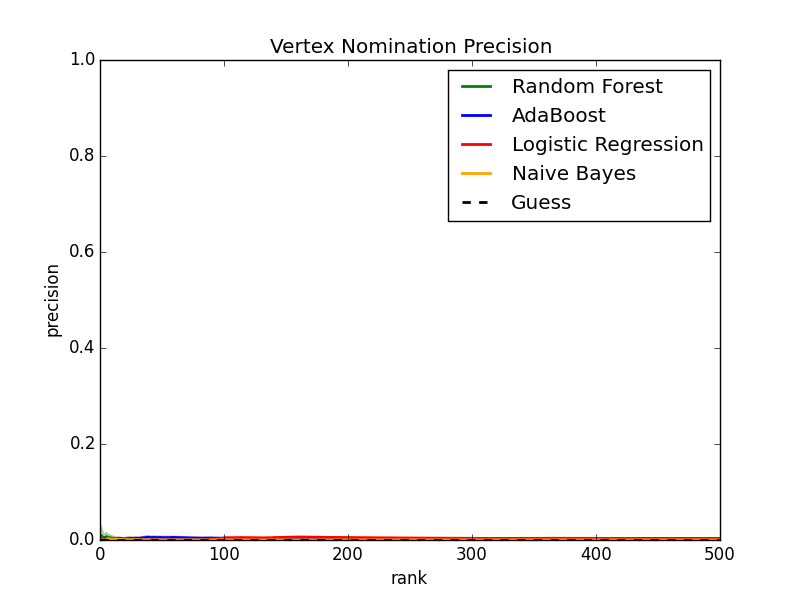 Vertex Nomination Precision
1.0
0.8
0.6
0.4
0.2
0.0
precision
Random Forest
AdaBoost
Logistic Regression
Naive Bayes
Guess
0 100 200 300 400 500
rank